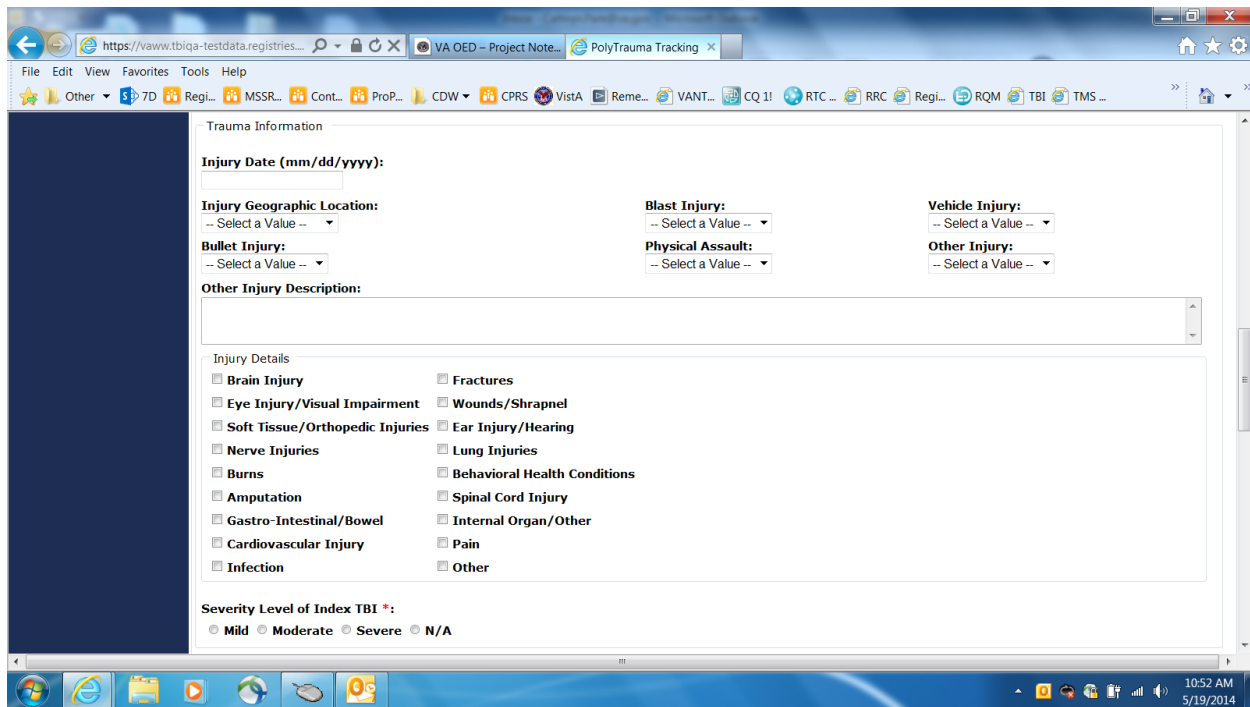 https://vaww.tbiqa-testdata.registries....
VA OED – Project Note...
PolyTrauma Tracking
File Edit View Favorites Tools Help
Other 7D Regi... MSSR... Cont... ProP... CDW CPRS VistA Reme... VANT... CQ 1! RTC ... RRC Regi... RQM TBI TMS ...
Trauma Information
Injury Date (mm/dd/yyyy):
Injury Geographic Location: Blast Injury: Vehicle Injury:
-- Select a Value -- -- Select a Value -- -- Select a Value --
Bullet Injury: Physical Assault: Other Injury:
-- Select a Value -- -- Select a Value -- -- Select a Value --
Other Injury Description:
Injury Details
Brain Injury Fractures
Eye Injury/Visual Impairment Wounds/Shrapnel
Soft Tissue/Orthopedic Injuries Ear Injury/Hearing
Nerve Injuries Lung Injuries
Burns Behavioral Health Conditions
Amputation Spinal Cord Injury
Gastro-Intestinal/Bowel Internal Organ/Other
Cardiovascular Injury Pain
Infection Other
Severity Level of Index TBI *:
Mild Moderate Severe N/A
10:52 AM
5/19/2014